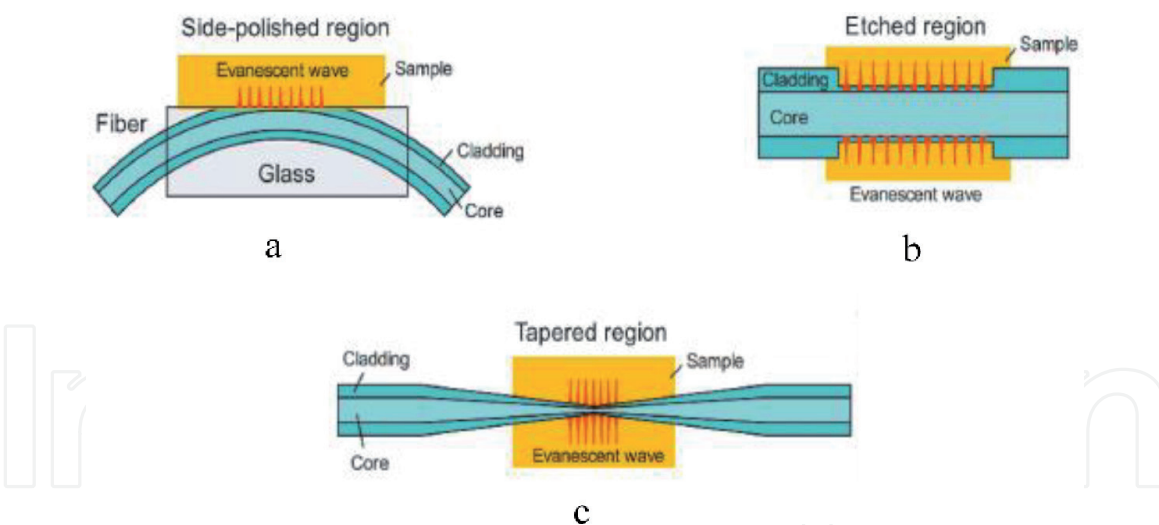 Side-polished region
Evanescent wave
Sample
Fiber
Cladding
Glass
Core
a
Etched region
Sample
Cladding
Core
Evanescent wave
b
Tapered region
Cladding
Sample
Core
Evanescent wave
c